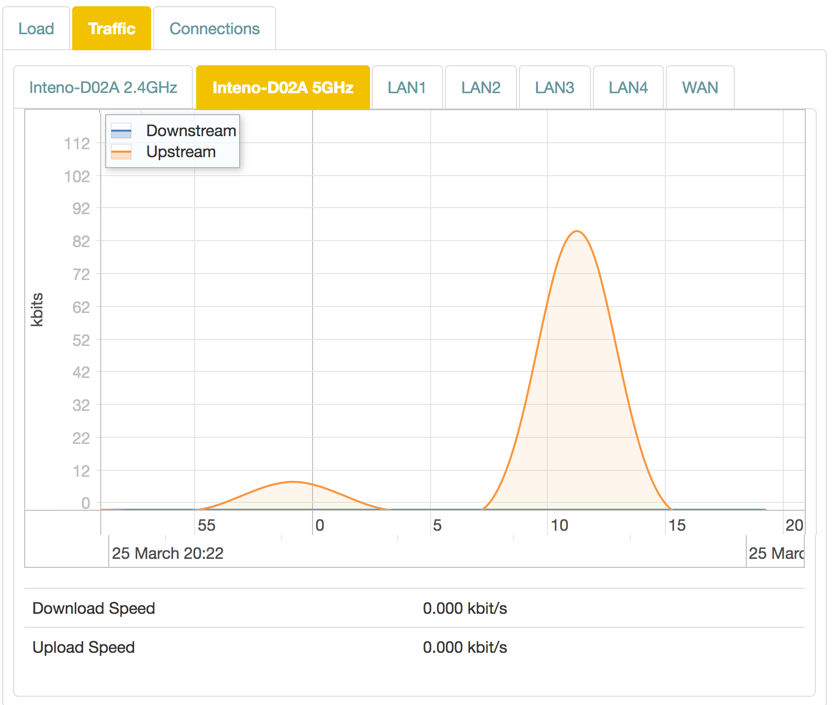 Load Traffic Connections
Inteno-D02A 2.4GHz Inteno-D02A 5GHz LAN1 LAN2 LAN3 LAN4 WAN
Downstream
Upstream
112
102
92
82
72
62
52
42
32
22
12
0
kbits
55 0 5 10 15 20
25 March 20:22 25 Marc
Download Speed 0.000 kbit/s
Upload Speed 0.000 kbit/s